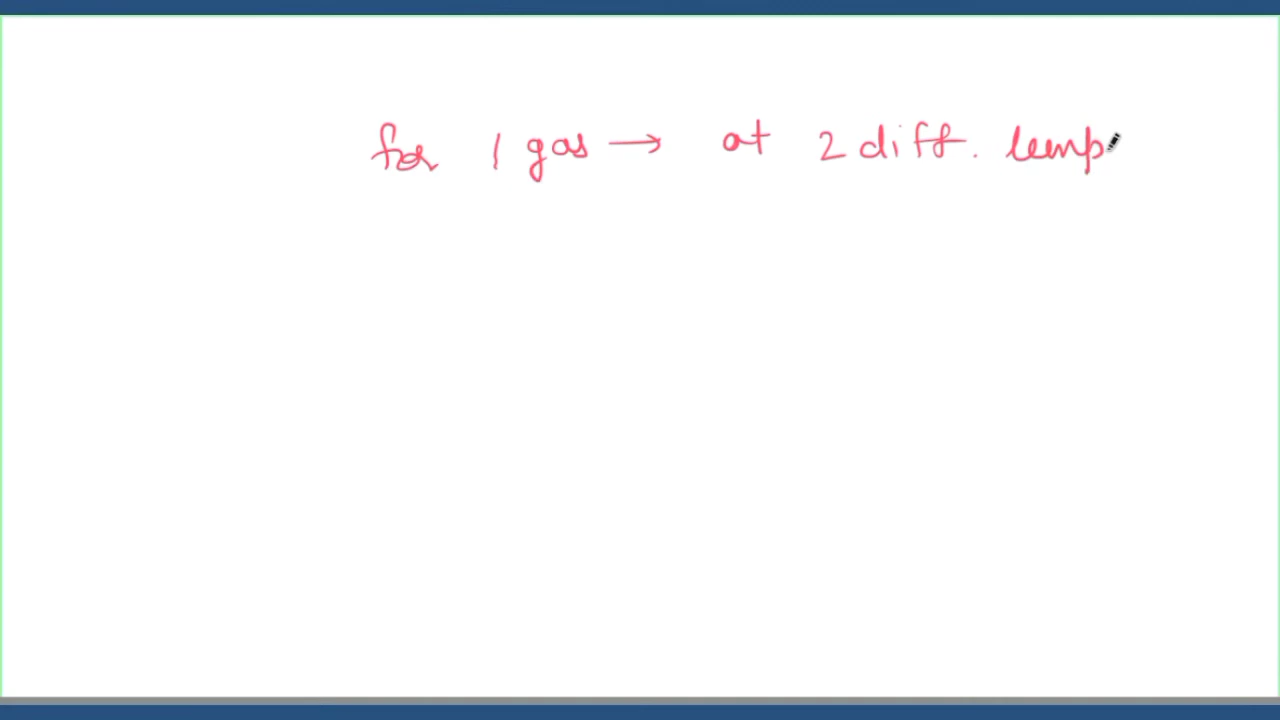 for 1 gas → at 2 diff. temp